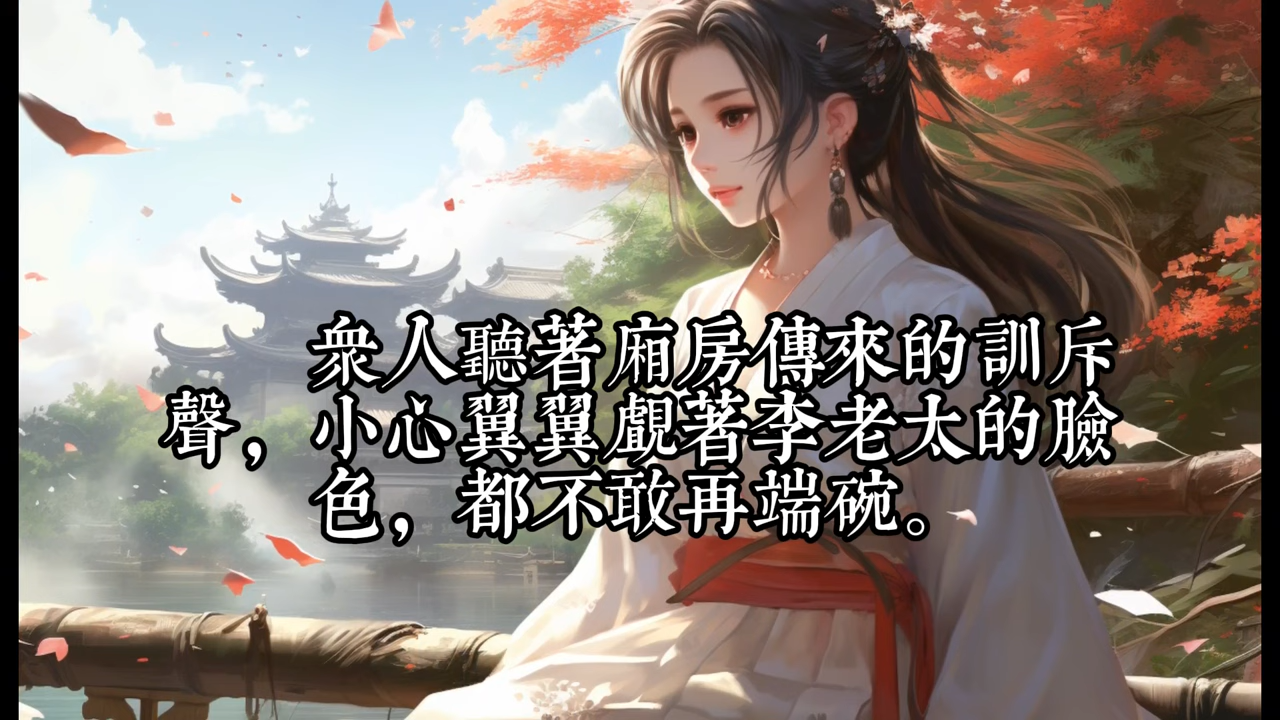 衆人聽著廂房傳來的訓斥
聲，小心翼翼覷著李老太的臉
色，都不敢再端碗。